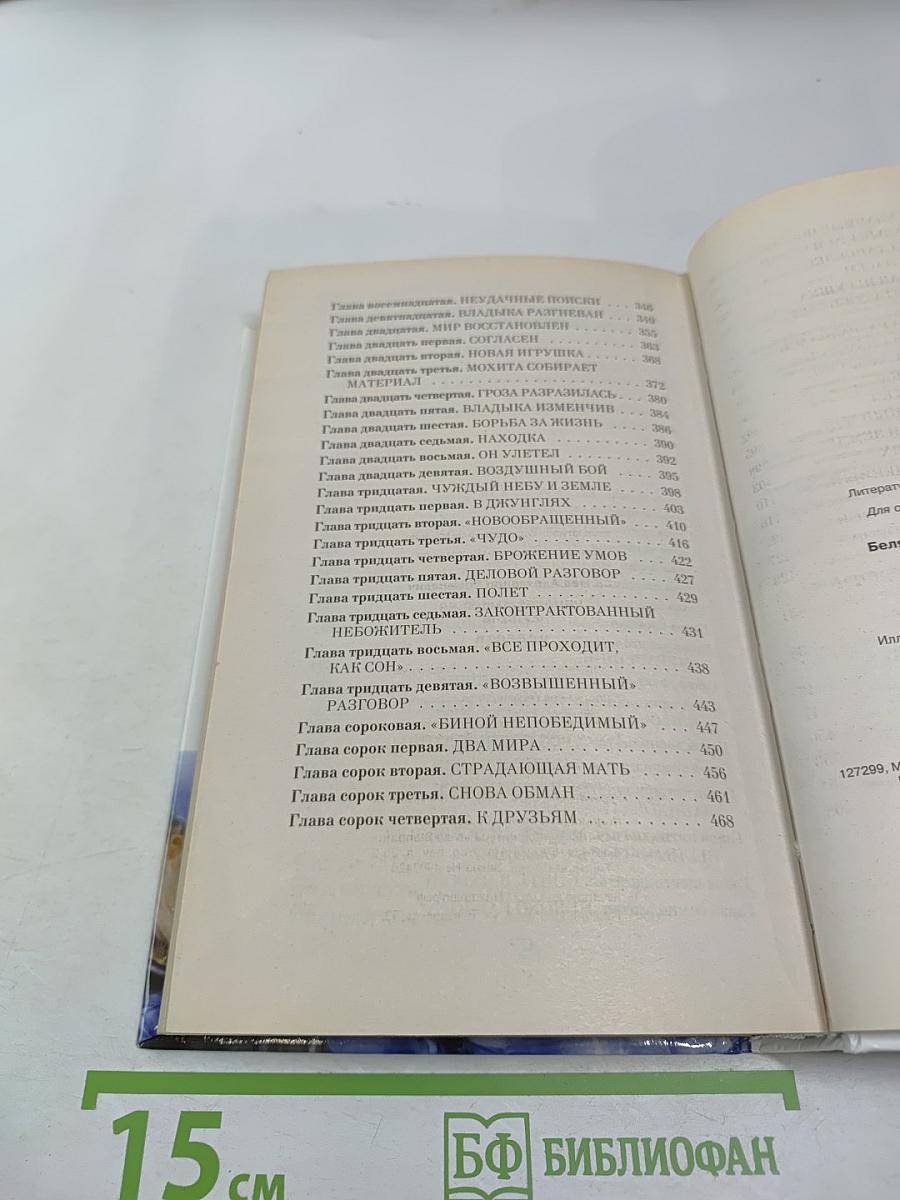 Глава восемнадцатая. НЕУДАЧНЫЕ ПОИСКИ . . . 346
Глава девятнадцатая. ВЛАДЫКА РАЗГНЕВАН . . . 349
Глава двадцатая. МИР ВОССТАНОВЛЕН . . . . . . . 355
Глава двадцать первая. СОГЛАСЕН . . . . . . . . . . 363
Глава двадцать вторая. НОВАЯ ИГРУШКА . . . . . . 368
Глава двадцать третья. МОХИТА СОБИРАЕТ
МАТЕРИАЛ . . . . . . . . . . . . . . . . . . . . 372
Глава двадцать четвертая. ГРОЗА РАЗРАЗИЛАСЬ . . . 380
Глава двадцать пятая. ВЛАДЫКА ИЗМЕНЧИВ . . . 384
Глава двадцать шестая. БОРЬБА ЗА ЖИЗНЬ . . . . 386
Глава двадцать седьмая. НАХОДКА . . . . . . . . . 390
Глава двадцать восьмая. ОН УЛЕТЕЛ . . . . . . . . 392
Глава двадцать девятая. ВОЗДУШНЫЙ БОЙ . . . . 395
Глава тридцатая. ЧУЖДЫЙ НЕБУ И ЗЕМЛЕ . . . . 398
Глава тридцать первая. В ДЖУНГЛЯХ . . . . . . . . 403
Глава тридцать вторая. «НОВООБРАЩЕННЫЙ» . . . 410
Глава тридцать третья. «ЧУДО» . . . . . . . . . . . 416
Глава тридцать четвертая. БРОЖЕНИЕ УМОВ . . . 422
Глава тридцать пятая. ДЕЛОВОЙ РАЗГОВОР . . . . 427
Глава тридцать шестая. ПОЛЕТ . . . . . . . . . . . . 429
Глава тридцать седьмая. ЗАКОНТРАКТОВАННЫЙ
НЕБОЖИТЕЛЬ . . . . . . . . . . . . . . . . . . . 431
Глава тридцать восьмая. «ВСЕ ПРОХОДИТ,
КАК СОН» . . . . . . . . . . . . . . . . . . . . . . 438
Глава тридцать девятая. «ВОЗВЫШЕННЫЙ»
РАЗГОВОР . . . . . . . . . . . . . . . . . . . . . 443
Глава сороковая. «БИНОЙ НЕПОБЕДИМЫЙ» . . . 447
Глава сорок первая. ДВА МИРА . . . . . . . . . . . 450
Глава сорок вторая. СТРАДАЮЩАЯ МАТЬ . . . . . 456
Глава сорок третья. СНОВА ОБМАН . . . . . . . . . 461
Глава сорок четвертая. К ДРУЗЬЯМ . . . . . . . . . 468
Литерату
Для с
Беля
Илл
127299, М
15 см
БФ БИБЛИОФАН